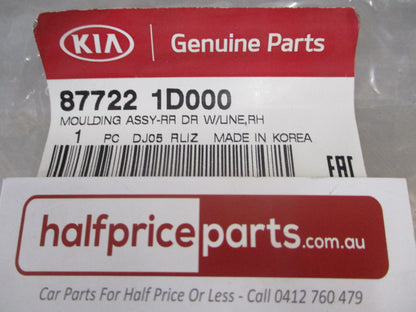 KIA Genuine Parts
87722 1D000
MOULDING ASSY-RR DR W/LINE,RH
1 PC DJ05 RLIZ MADE IN KOREA
EAC
halfpriceparts.com.au
Car Parts For Half Price Or Less - Call 0412 760 479